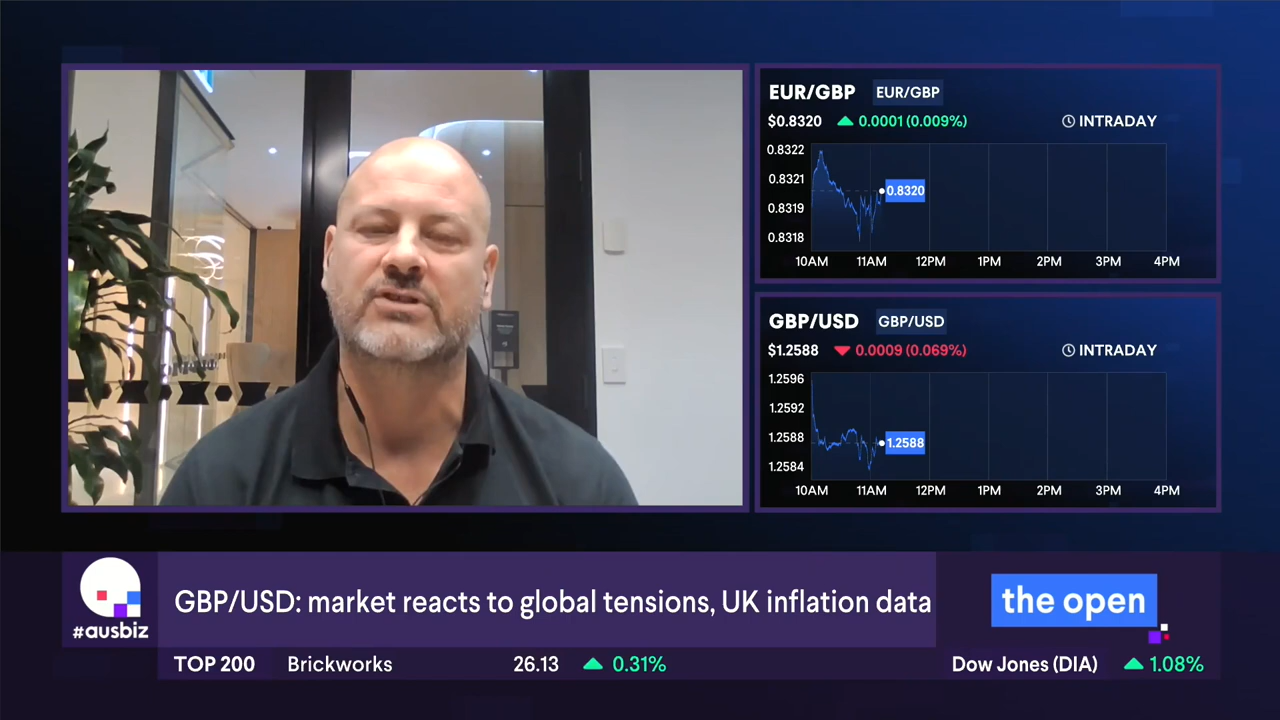 EUR/GBP EUR/GBP
$0.8320 0.0001 (0.009%) INTRADAY
0.8322
0.8321
0.8320
0.8319
0.8318
10AM 11AM 12PM 1PM 2PM 3PM 4PM
GBP/USD GBP/USD
$1.2588 0.0009 (0.069%) INTRADAY
1.2596
1.2592
1.2588 1.2588
1.2584
10AM 11AM 12PM 1PM 2PM 3PM 4PM
#ausbiz
GBP/USD: market reacts to global tensions, UK inflation data
the open
TOP 200 Brickworks 26.13 0.31% Dow Jones (DIA) 1.08%